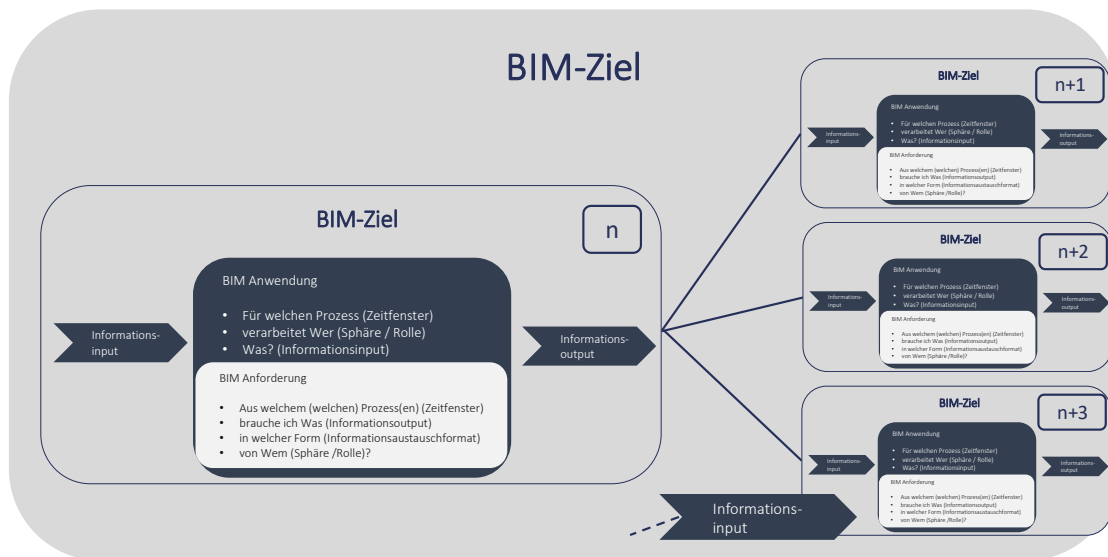 BIM-Ziel
BIM-Ziel
n
BIM Anwendung
• Für welchen Prozess (Zeitfenster)
• verarbeitet Wer (Sphäre / Rolle)
• Was? (Informationsinput)
BIM Anforderung
• Aus welchem (welchen) Prozess(en) (Zeitfenster)
• brauche ich Was (Informationsoutput)
• in welcher Form (Informationsaustauschformat)
• von Wem (Sphäre /Rolle)?
Informations-
input
Informations-
output
BIM-Ziel
n+1
BIM Anwendung
• Für welchen Prozess (Zeitfenster)
• verarbeitet Wer (Sphäre / Rolle)
• Was? (Informationsinput)
BIM Anforderung
• Aus welchem (welchen) Prozess(en) (Zeitfenster)
• brauche ich Was (Informationsoutput)
• in welcher Form (Informationsaustauschformat)
• von Wem (Sphäre /Rolle)?
Informations-
input
Informations-
output
BIM-Ziel
n+2
BIM Anwendung
• Für welchen Prozess (Zeitfenster)
• verarbeitet Wer (Sphäre / Rolle)
• Was? (Informationsinput)
BIM Anforderung
• Aus welchem (welchen) Prozess(en) (Zeitfenster)
• brauche ich Was (Informationsoutput)
• in welcher Form (Informationsaustauschformat)
• von Wem (Sphäre /Rolle)?
Informations-
input
Informations-
output
BIM-Ziel
n+3
BIM Anwendung
• Für welchen Prozess (Zeitfenster)
• verarbeitet Wer (Sphäre / Rolle)
• Was? (Informationsinput)
BIM Anforderung
• Aus welchem (welchen) Prozess(en) (Zeitfenster)
• brauche ich Was (Informationsoutput)
• in welcher Form (Informationsaustauschformat)
• von Wem (Sphäre /Rolle)?
Informations-
input
Informations-
output
Informations-
input